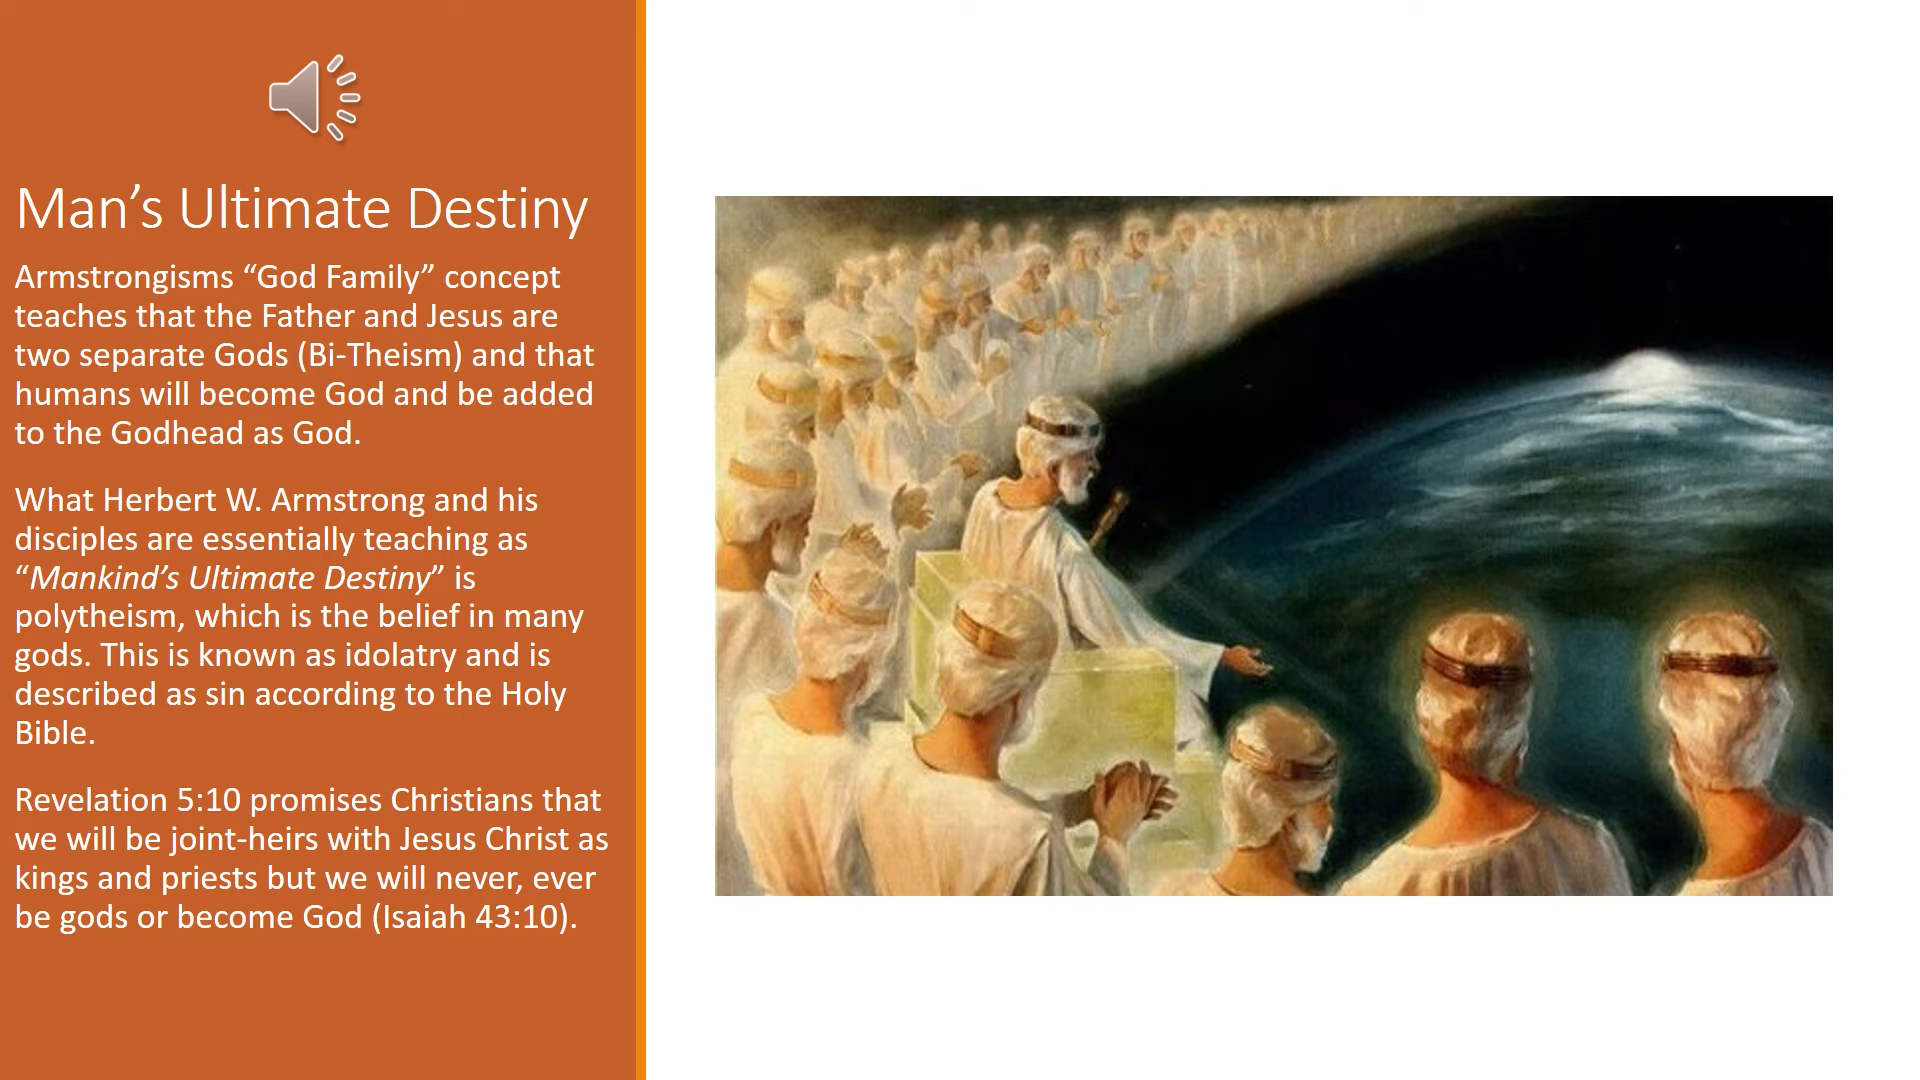 Man’s Ultimate Destiny
Armstrongisms “God Family” concept
teaches that the Father and Jesus are
two separate Gods (Bi-Theism) and that
humans will become God and be added
to the Godhead as God.
What Herbert W. Armstrong and his
disciples are essentially teaching as
“Mankind’s Ultimate Destiny” is
polytheism, which is the belief in many
gods. This is known as idolatry and is
described as sin according to the Holy
Bible.
Revelation 5:10 promises Christians that
we will be joint-heirs with Jesus Christ as
kings and priests but we will never, ever
be gods or become God (Isaiah 43:10).